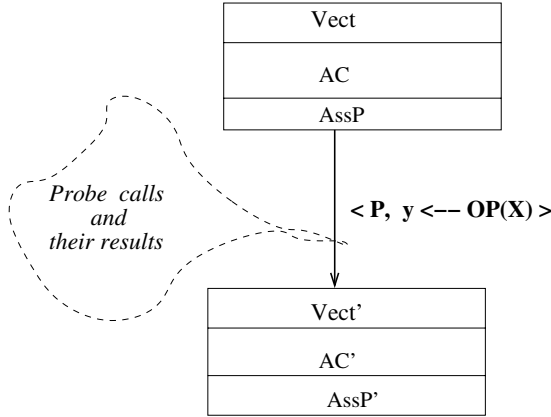 Vect
AC
AssP
Probe calls
and
their results
< P, y <-- OP(X) >
Vect'
AC'
AssP'